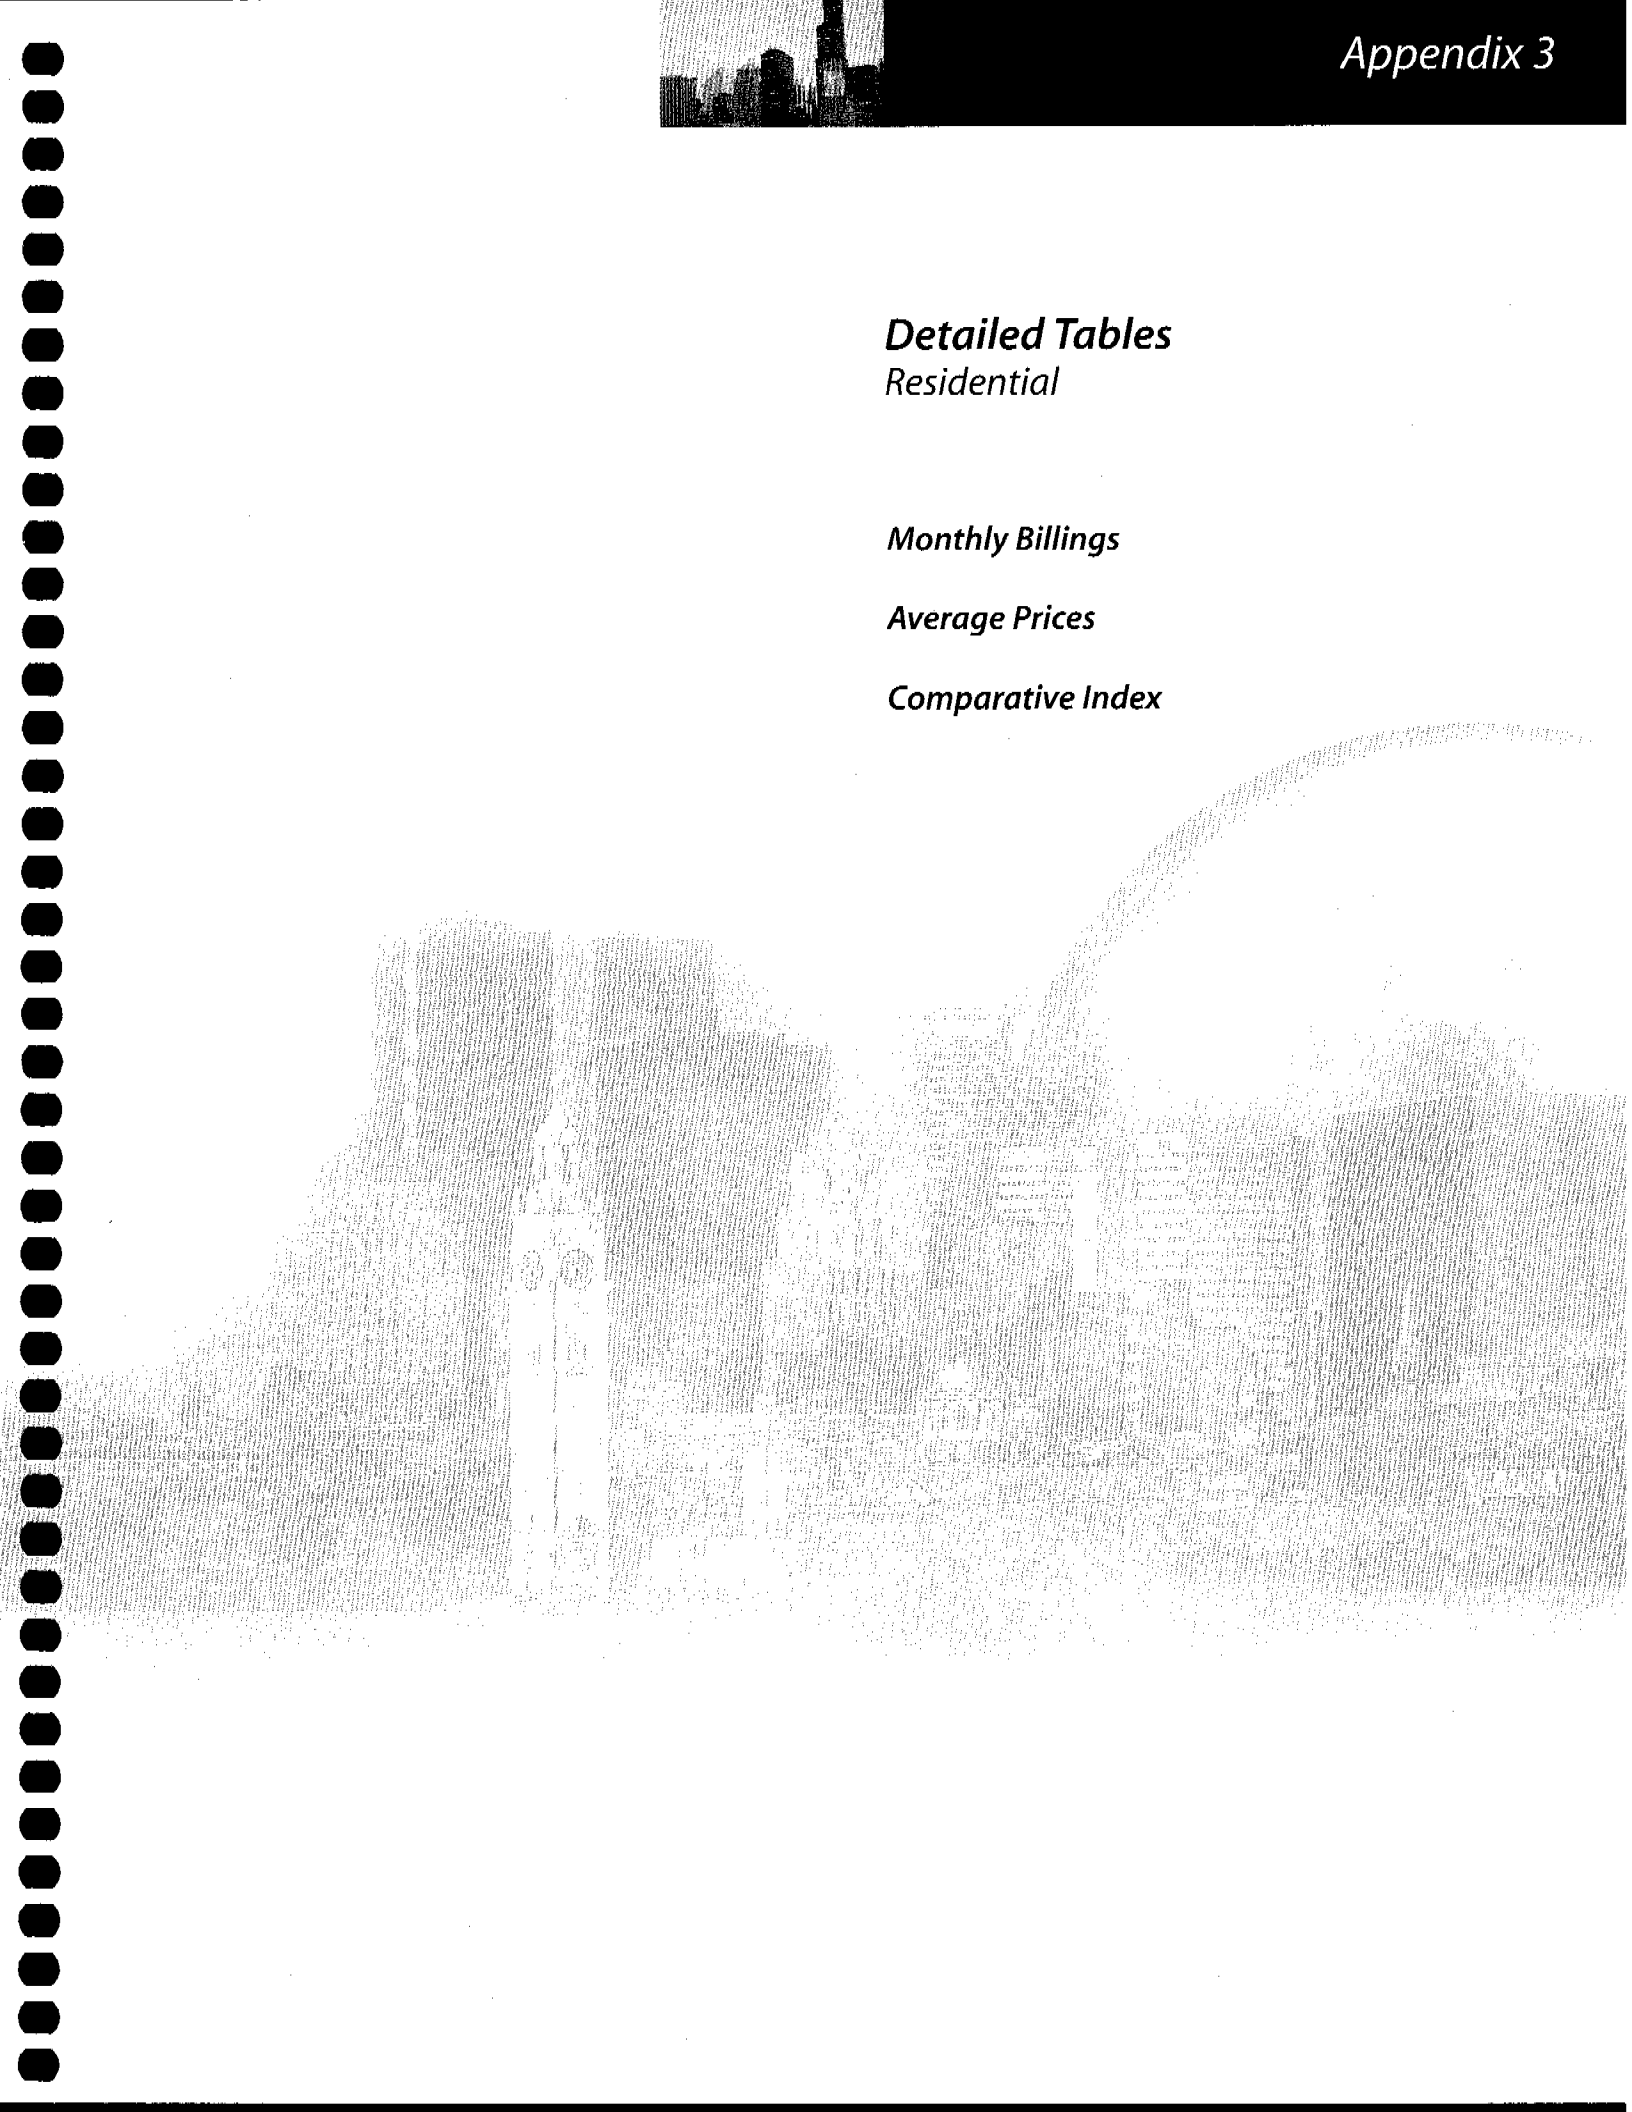 Appendix 3
Detailed Tables
Residential
Monthly Billings
Average Prices
Comparative Index